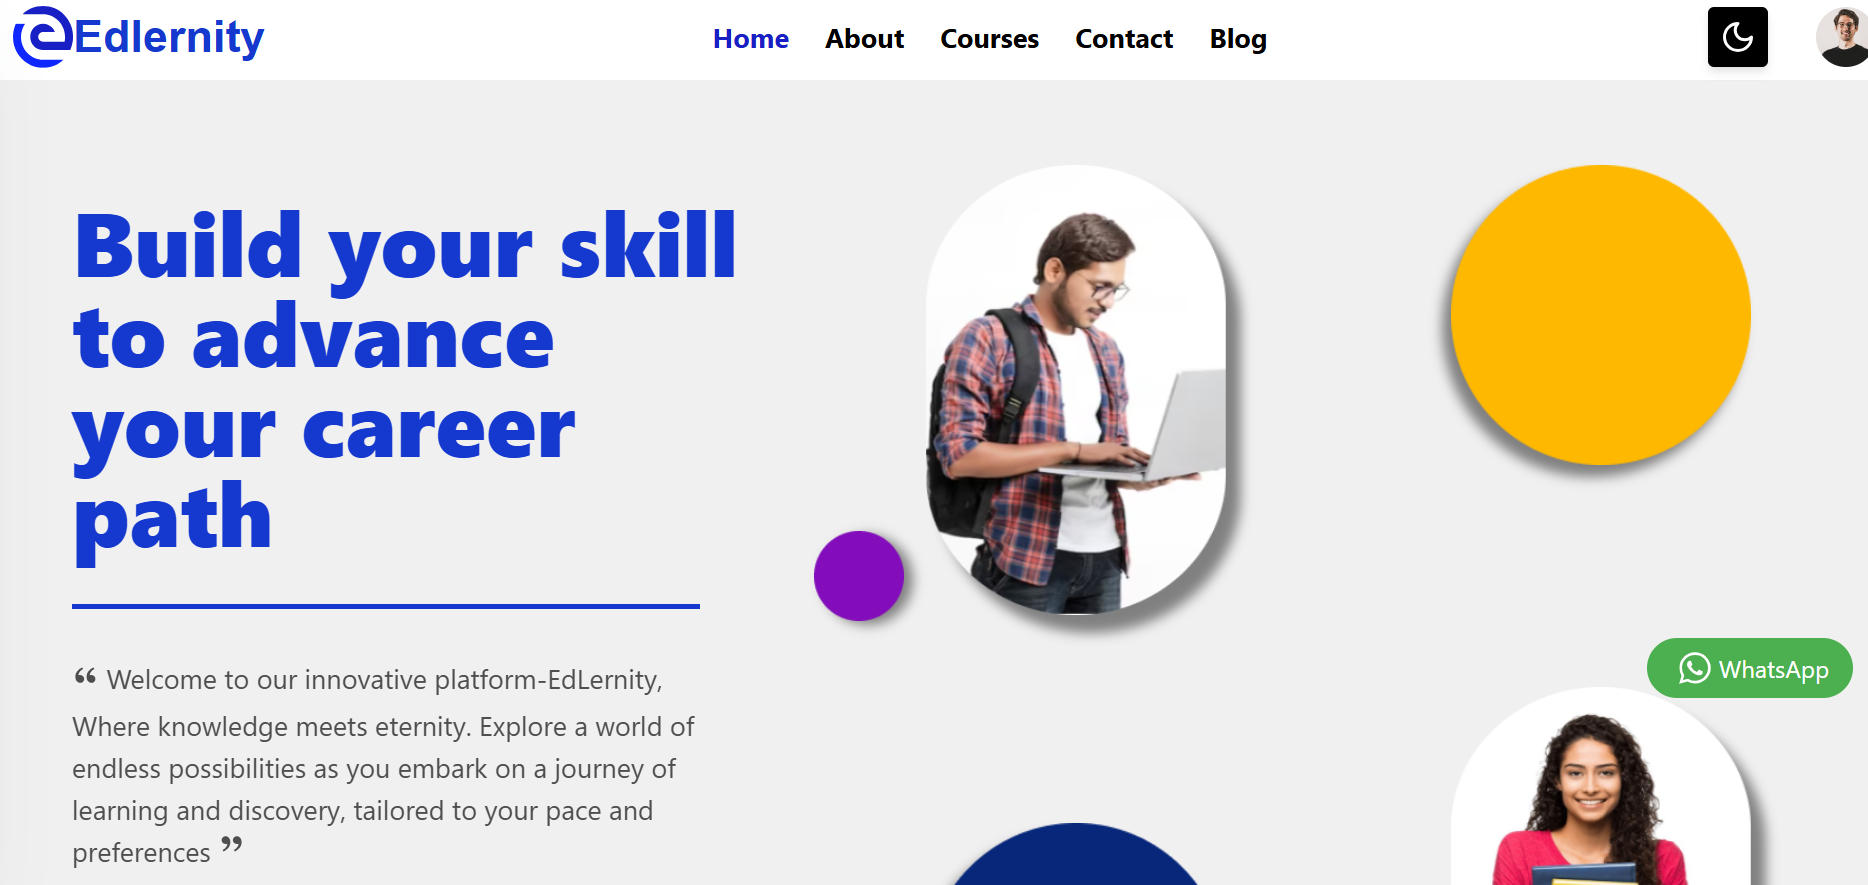 Edlernity
Home About Courses Contact Blog
Build your skill
to advance
your career
path
“ Welcome to our innovative platform-EdLernity,
Where knowledge meets eternity. Explore a world of
endless possibilities as you embark on a journey of
learning and discovery, tailored to your pace and
preferences ”
WhatsApp